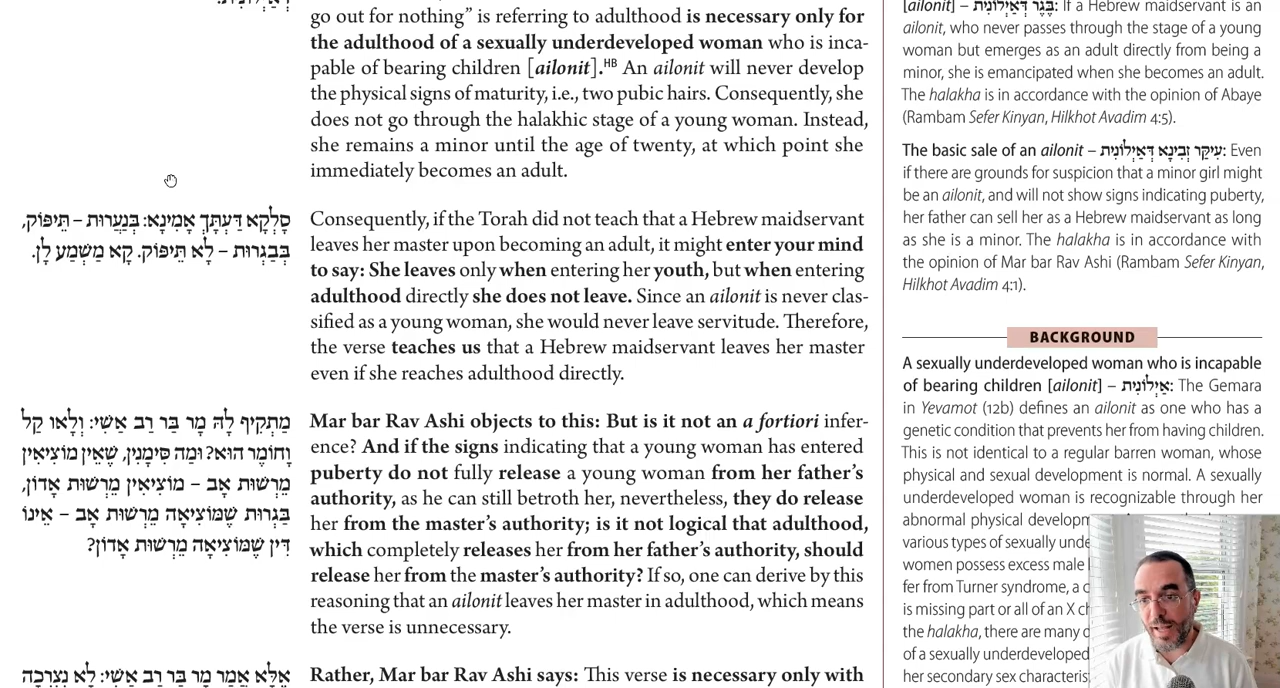 go out for nothing” is referring to adulthood is necessary only for
the adulthood of a sexually underdeveloped woman who is inca-
pable of bearing children [ailonit].HB An ailonit will never develop
the physical signs of maturity, i.e., two pubic hairs. Consequently, she
does not go through the halakhic stage of a young woman. Instead,
she remains a minor until the age of twenty, at which point she
immediately becomes an adult.
סָלְקָא דַּעְתָּךְ אָמֵינָא: בְּנַעֲרוּת – תֵּיפּוֹק,
בְּבַגְרוּת – לָא תֵּיפּוֹק. קָא מַשְׁמַע לָן.
Consequently, if the Torah did not teach that a Hebrew maidservant
leaves her master upon becoming an adult, it might enter your mind
to say: She leaves only when entering her youth, but when entering
adulthood directly she does not leave. Since an ailonit is never clas-
sified as a young woman, she would never leave servitude. Therefore,
the verse teaches us that a Hebrew maidservant leaves her master
even if she reaches adulthood directly.
מַתְקֵיף לָהּ מָר בַּר רַב אָשֵׁי: וְלָאו קַל
וָחוֹמֶר הוּא? וּמַה סִּימָנִין, שֶׁאֵין מוֹצִיאִין
מֵרְשׁוּת אָב – מוֹצִיאִין מֵרְשׁוּת אָדוֹן,
בַּגְרוּת שֶׁמּוֹצִיאָה מֵרְשׁוּת אָב – אֵינוֹ
דִּין שֶׁמּוֹצִיאָה מֵרְשׁוּת אָדוֹן?
Mar bar Rav Ashi objects to this: But is it not an a fortiori infer-
ence? And if the signs indicating that a young woman has entered
puberty do not fully release a young woman from her father’s
authority, as he can still betroth her, nevertheless, they do release
her from the master’s authority; is it not logical that adulthood,
which completely releases her from her father’s authority, should
release her from the master’s authority? If so, one can derive by this
reasoning that an ailonit leaves her master in adulthood, which means
the verse is unnecessary.
אֶלָּא אֲמַר מָר בַּר רַב אָשֵׁי: לָא נִצְרְכָה
Rather, Mar bar Rav Ashi says: This verse is necessary only with
[ailonit] – בֶּגֶר דְּאַיְלוֹנִית: If a Hebrew maidservant is an
ailonit, who never passes through the stage of a young
woman but emerges as an adult directly from being a
minor, she is emancipated when she becomes an adult.
The halakha is in accordance with the opinion of Abaye
(Rambam Sefer Kinyan, Hilkhot Avadim 4:5).
The basic sale of an ailonit – עִיקַּר זְבִינָא דְּאַיְלוֹנִית: Even
if there are grounds for suspicion that a minor girl might
be an ailonit, and will not show signs indicating puberty,
her father can sell her as a Hebrew maidservant as long
as she is a minor. The halakha is in accordance with
the opinion of Mar bar Rav Ashi (Rambam Sefer Kinyan,
Hilkhot Avadim 4:1).
BACKGROUND
A sexually underdeveloped woman who is incapable
of bearing children [ailonit] – אַיְלוֹנִית: The Gemara
in Yevamot (12b) defines an ailonit as one who has a
genetic condition that prevents her from having children.
This is not identical to a regular barren woman, whose
physical and sexual development is normal. A sexually
underdeveloped woman is recognizable through her
abnormal physical developm
various types of sexually unde
women possess excess male
fer from Turner syndrome, a
is missing part or all of an X
the halakha, there are many
of a sexually underdeveloped
her secondary sex characteris